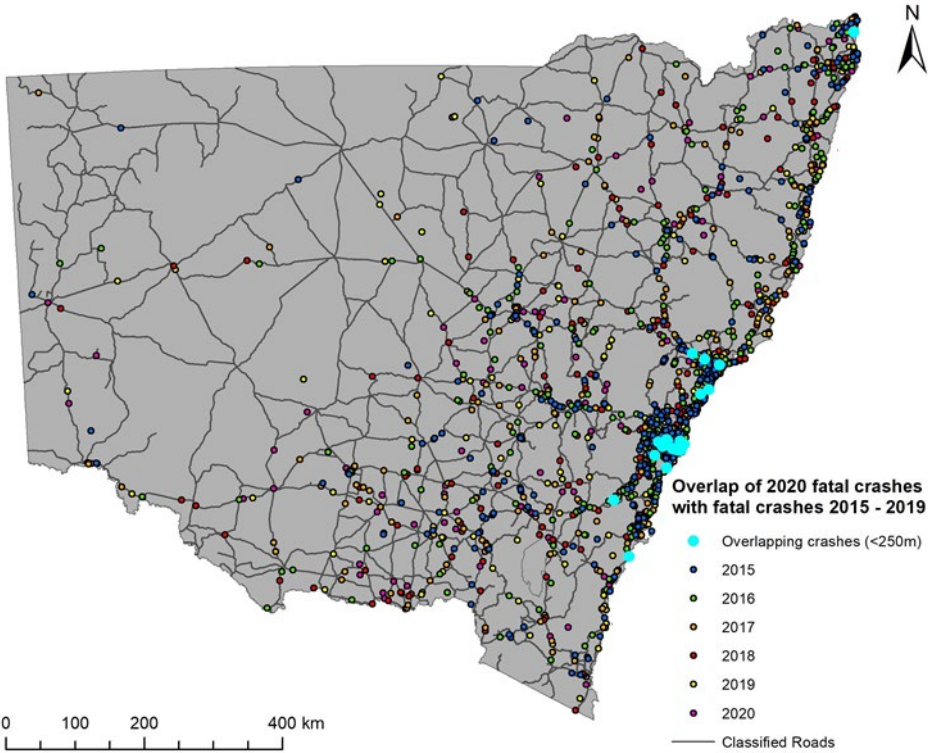 N
Overlap of 2020 fatal crashes
with fatal crashes 2015 - 2019
Overlapping crashes (<250m)
2015
2016
2017
2018
2019
2020
Classified Roads
0 100 200 400 km